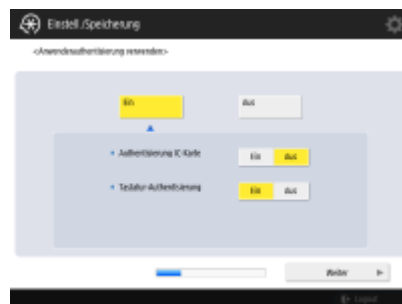 Einstell./Speicherung
<Anwenderauthentisierung verwenden>
Ein
Aus
Authentisierung IC-Karte
Ein
Aus
Tastatur-Authentisierung
Ein
Aus
Weiter
Logout